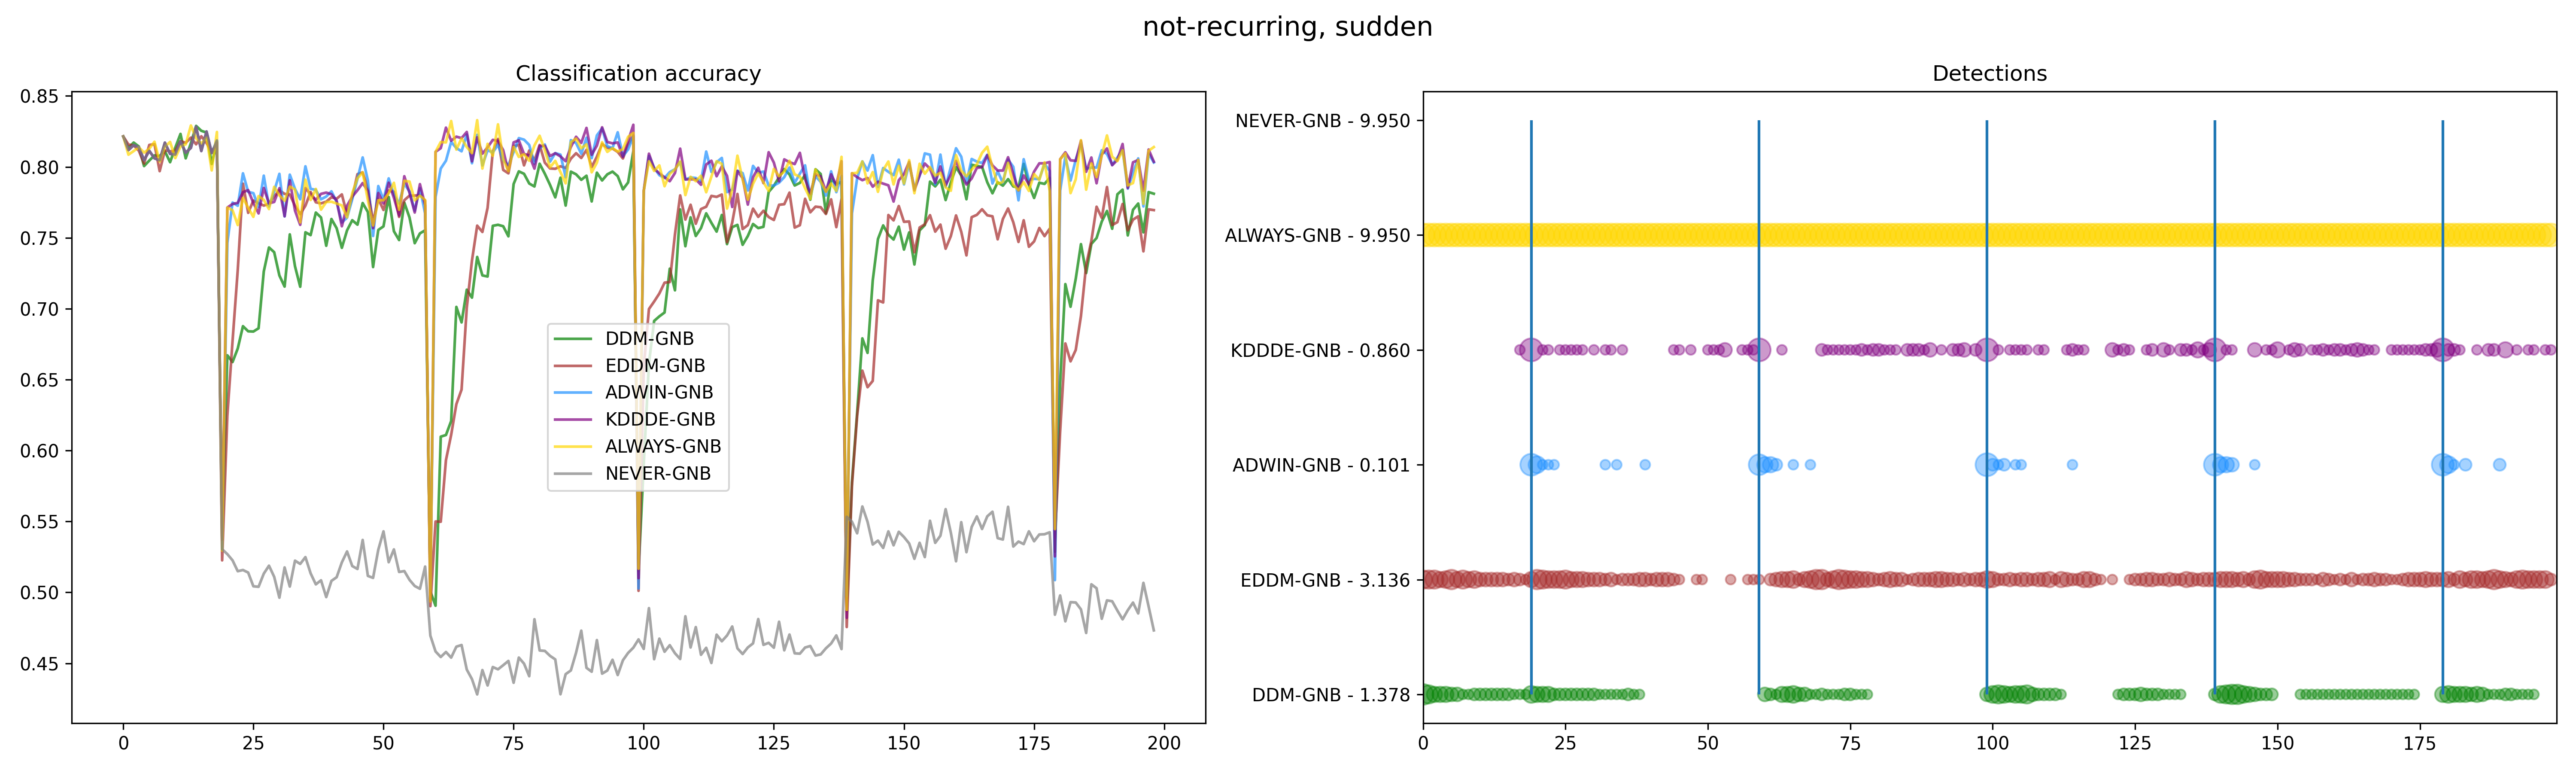 not-recurring, sudden
Classification accuracy
0.85
0.80
0.75
0.70
0.65
0.60
0.55
0.50
0.45
0 25 50 75 100 125 150 175 200
DDM-GNB
EDDM-GNB
ADWIN-GNB
KDDDE-GNB
ALWAYS-GNB
NEVER-GNB
Detections
NEVER-GNB - 9.950
ALWAYS-GNB - 9.950
KDDDE-GNB - 0.860
ADWIN-GNB - 0.101
EDDM-GNB - 3.136
DDM-GNB - 1.378
0 25 50 75 100 125 150 175